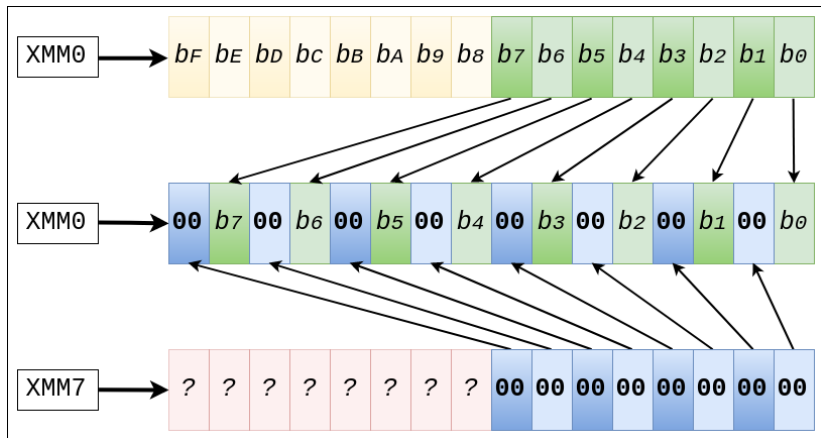 XMM0 bF bE bD bC bB bA b9 b8 b7 b6 b5 b4 b3 b2 b1 b0
XMM0 00 b7 00 b6 00 b5 00 b4 00 b3 00 b2 00 b1 00 b0
XMM7 ? ? ? ? ? ? ? ? 00 00 00 00 00 00 00 00